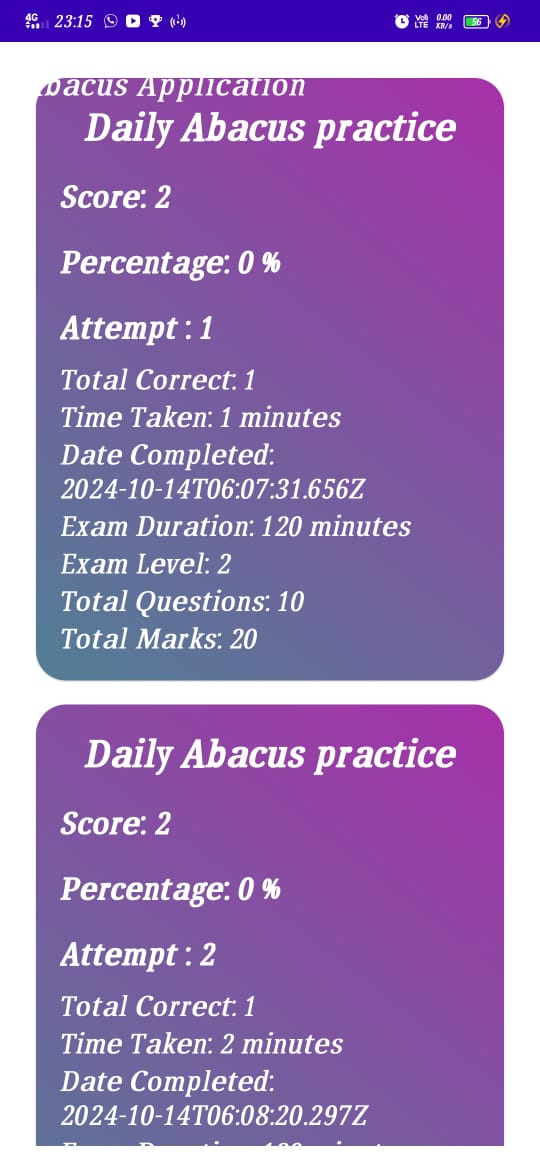 4G 23:15 Vo)) LTE 0.00 KB/s 56
bacus Application
Daily Abacus practice
Score: 2
Percentage: 0 %
Attempt : 1
Total Correct: 1
Time Taken: 1 minutes
Date Completed:
2024-10-14T06:07:31.656Z
Exam Duration: 120 minutes
Exam Level: 2
Total Questions: 10
Total Marks: 20
Daily Abacus practice
Score: 2
Percentage: 0 %
Attempt : 2
Total Correct: 1
Time Taken: 2 minutes
Date Completed:
2024-10-14T06:08:20.297Z